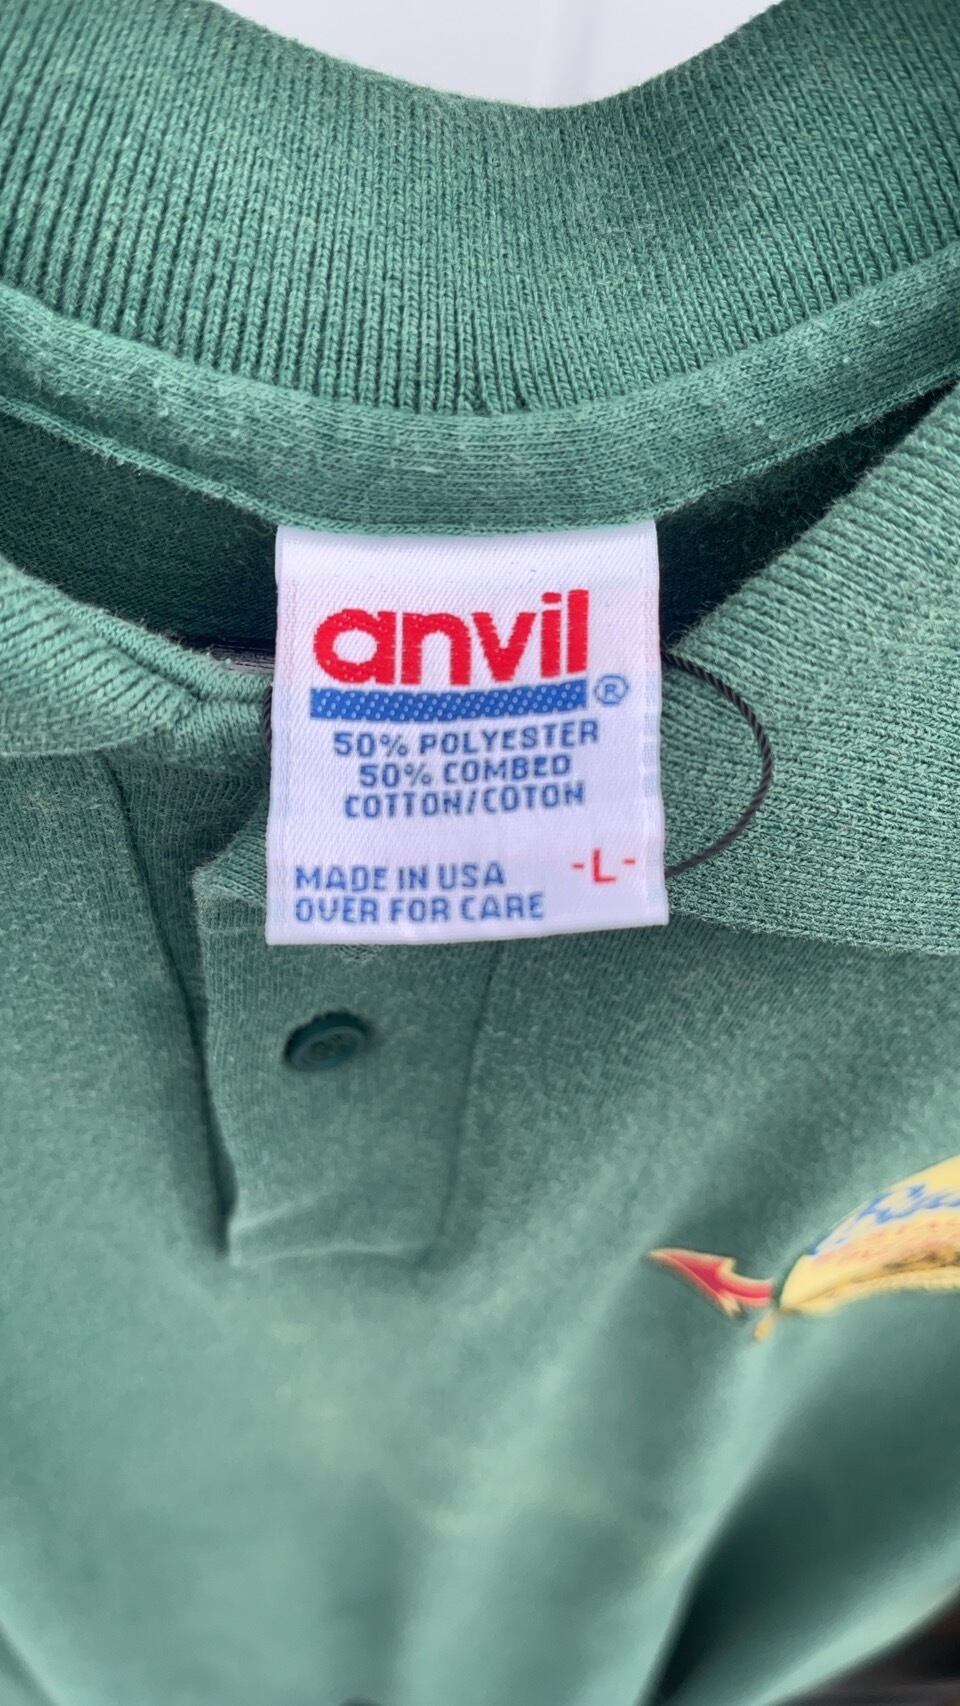 anvil®
50% POLYESTER
50% COMBED
COTTON/COTON
MADE IN USA -L-
OVER FOR CARE